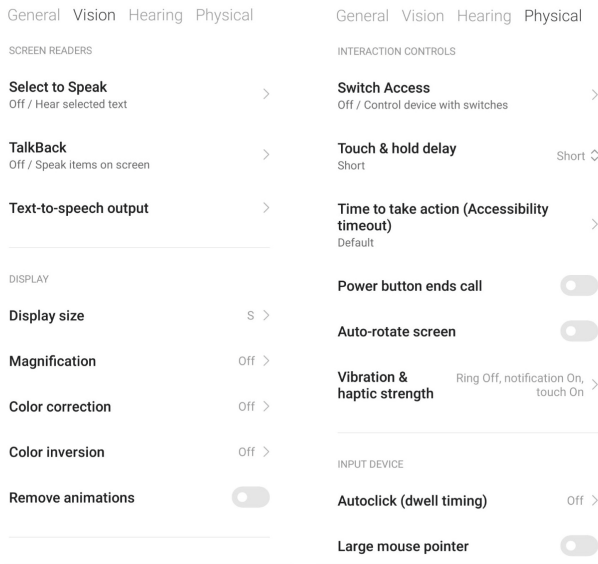 General Vision Hearing Physical
SCREEN READERS
Select to Speak
Off / Hear selected text
TalkBack
Off / Speak items on screen
Text-to-speech output
DISPLAY
Display size S
Magnification Off
Color correction Off
Color inversion Off
Remove animations
General Vision Hearing Physical
INTERACTION CONTROLS
Switch Access
Off / Control device with switches
Touch & hold delay
Short
Short
Time to take action (Accessibility
timeout)
Default
Power button ends call
Auto-rotate screen
Vibration &
haptic strength
Ring Off, notification On,
touch On
INPUT DEVICE
Autoclick (dwell timing) Off
Large mouse pointer